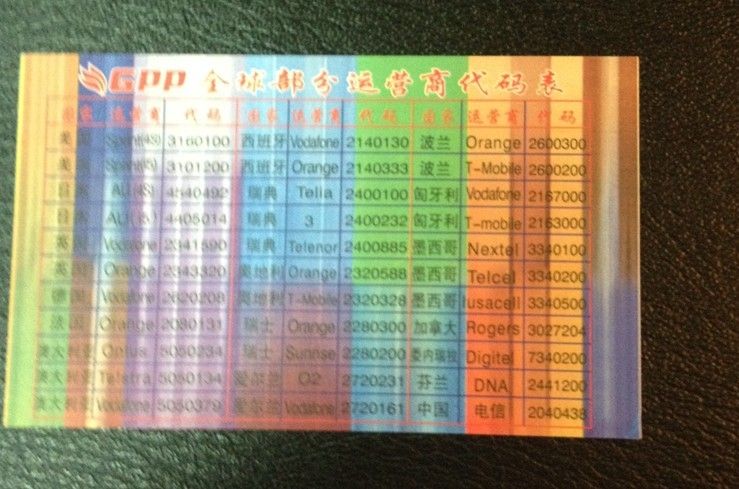 GPP 全球部分运营商代码表
国家 运营商 代码 国家 运营商 代码 国家 运营商 代码
美国 Sprint(4S) 3160100 西班牙 Vodafone 2140130 波兰 Orange 2600300
美国 Sprint(5) 3101200 西班牙 Orange 2140333 波兰 T-Mobile 2600200
日本 AU(4S) 4540492 瑞典 Telia 2400100 匈牙利 Vodafone 2167000
日本 AU(5) 4405014 瑞典 3 2400232 匈牙利 T-mobile 2163000
英国 Vodafone 2341590 瑞典 Telenor 2400885 墨西哥 Nextel 3340100
英国 Orange 2343320 奥地利 Orange 2320588 墨西哥 Telcel 3340200
德国 Vodafone 2620208 奥地利 T-Mobile 2320328 墨西哥 Iusacell 3340500
法国 Orange 2080131 瑞士 Orange 2280300 加拿大 Rogers 3027204
澳大利亚 Optus 5050234 瑞士 Sunrise 2280200 委内瑞拉 Digitel 7340200
澳大利亚 Telstra 5050134 爱尔兰 O2 2720231 芬兰 DNA 2441200
澳大利亚 Vodafone 5050379 爱尔兰 Vodafone 2720161 中国 电信 2040438